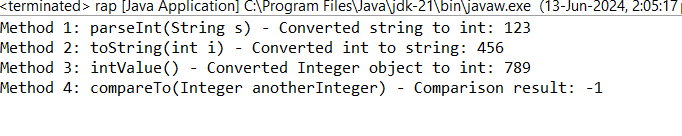 <terminated> rap [Java Application] C:\Program Files\Java\jdk-21\bin\javaw.exe (13-Jun-2024, 2:05:17
Method 1: parseInt(String s) - Converted string to int: 123
Method 2: toString(int i) - Converted int to string: 456
Method 3: intValue() - Converted Integer object to int: 789
Method 4: compareTo(Integer anotherInteger) - Comparison result: -1